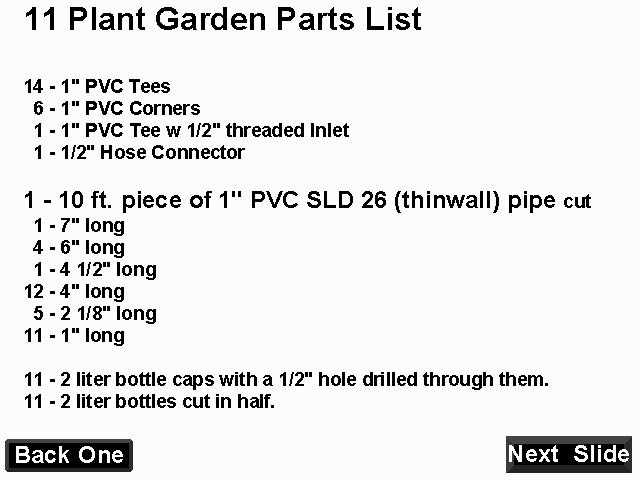 11 Plant Garden Parts List
14 - 1" PVC Tees
6 - 1" PVC Corners
1 - 1" PVC Tee w 1/2" threaded Inlet
1 - 1/2" Hose Connector
1 - 10 ft. piece of 1" PVC SLD 26 (thinwall) pipe cut
1 - 7" long
4 - 6" long
1 - 4 1/2" long
12 - 4" long
5 - 2 1/8" long
11 - 1" long
11 - 2 liter bottle caps with a 1/2" hole drilled through them.
11 - 2 liter bottles cut in half.
Back One
Next Slide